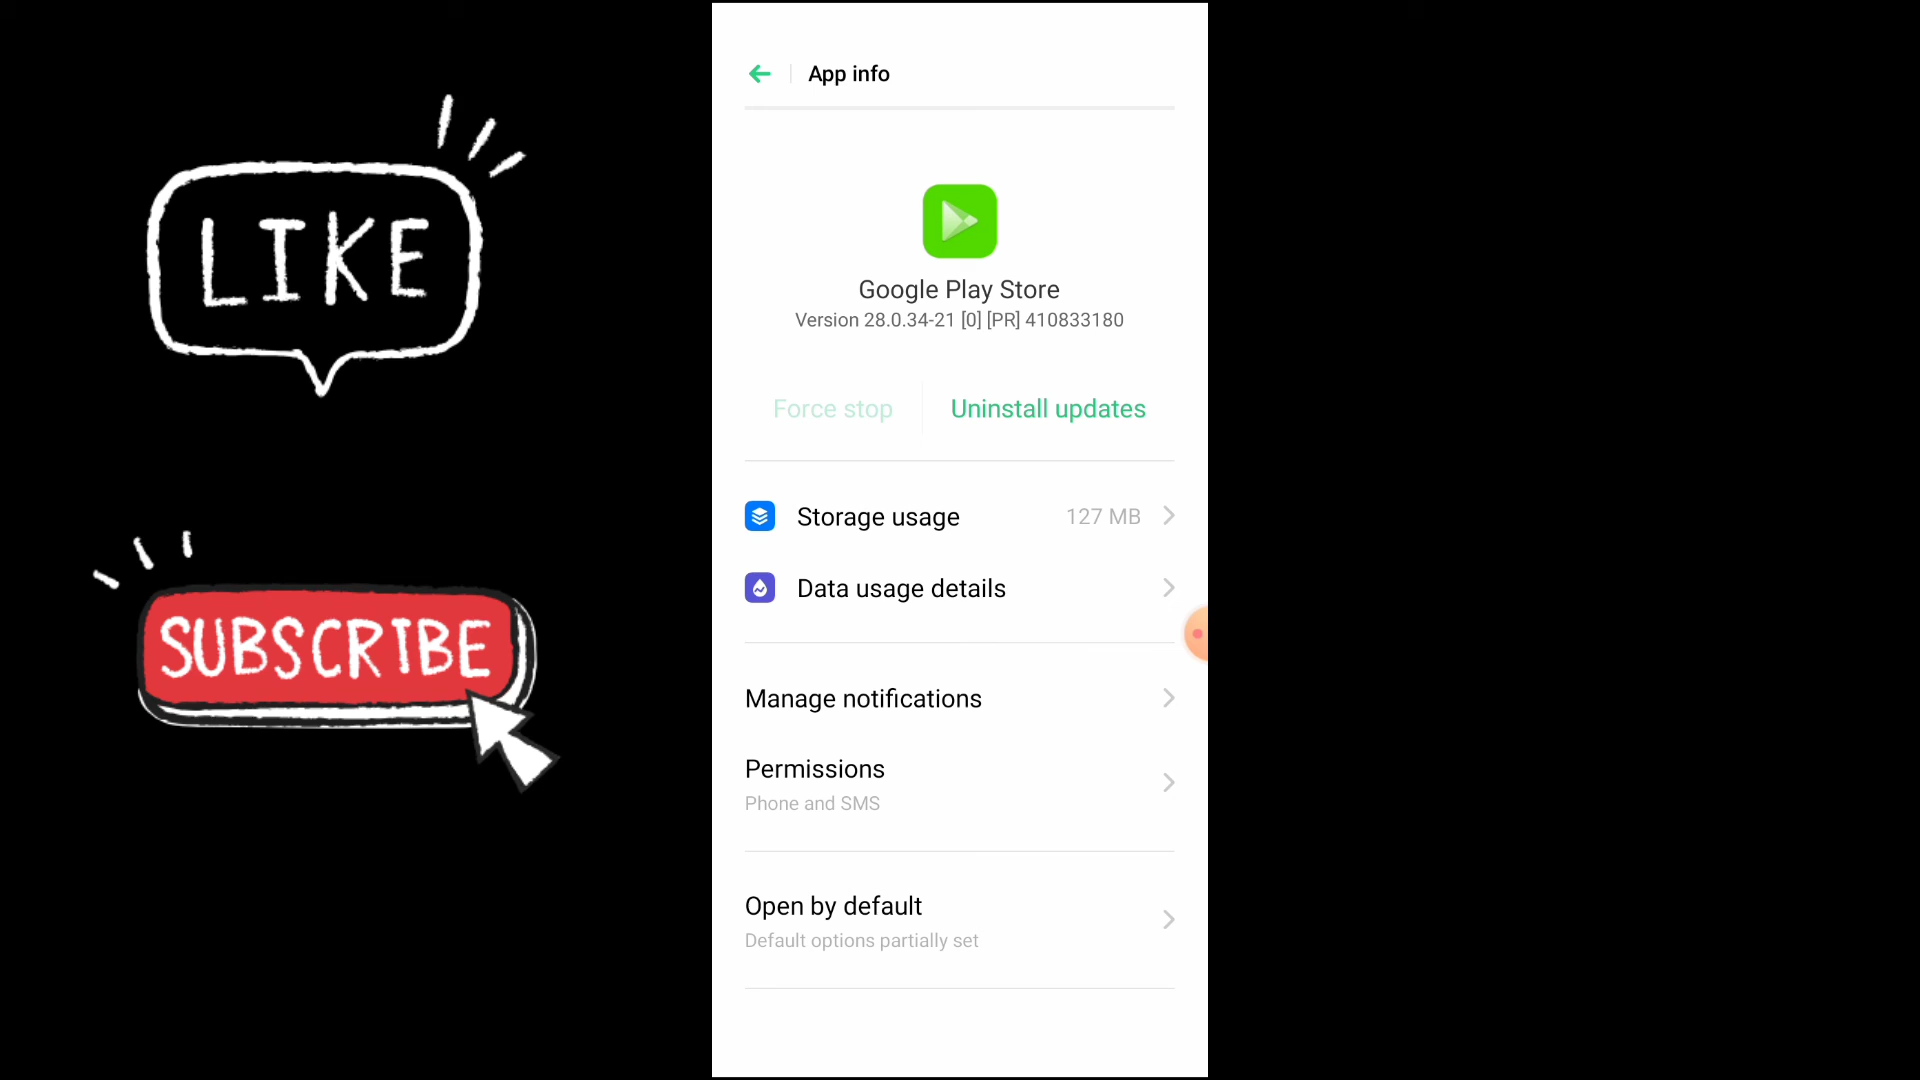 LIKE
SUBSCRIBE
App info
Google Play Store
Version 28.0.34-21 [0] [PR] 410833180
Force stop
Uninstall updates
Storage usage
127 MB
Data usage details
Manage notifications
Permissions
Phone and SMS
Open by default
Default options partially set